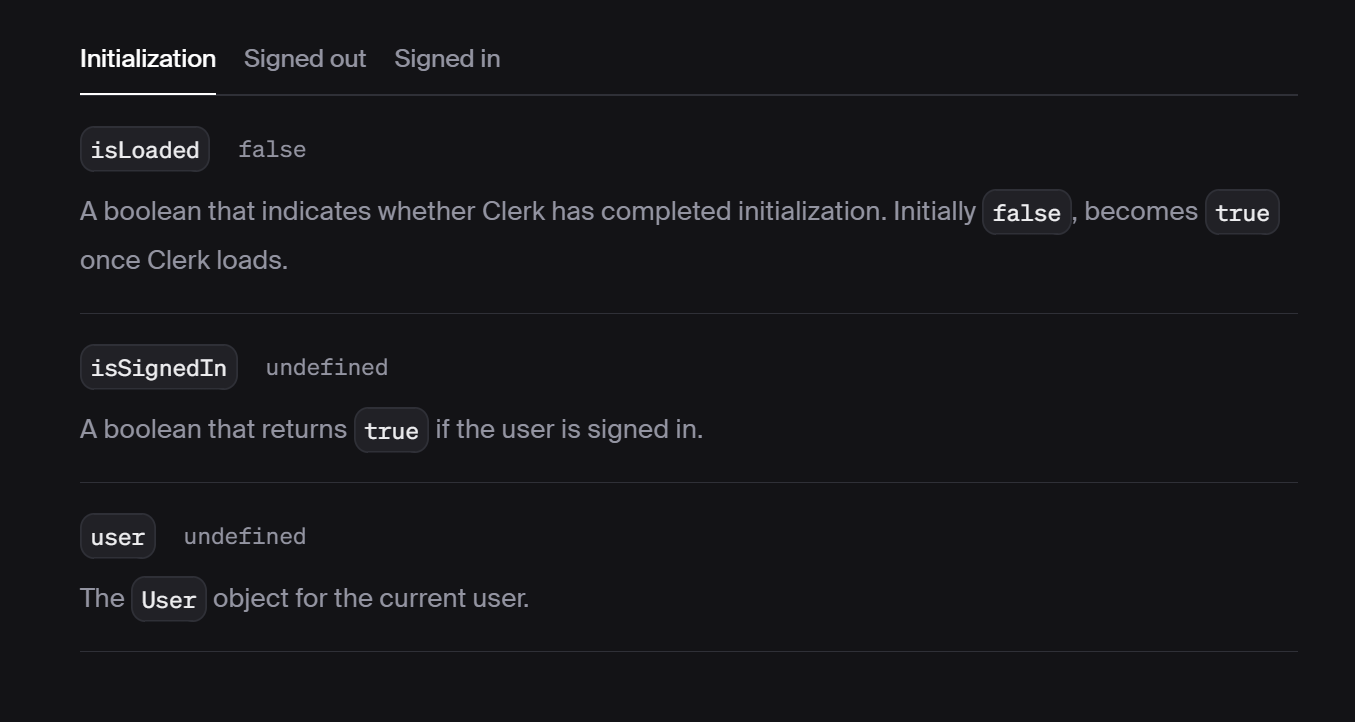 Initialization Signed out Signed in
isLoaded false
A boolean that indicates whether Clerk has completed initialization. Initially false, becomes true
once Clerk loads.
isSignedIn undefined
A boolean that returns true if the user is signed in.
user undefined
The User object for the current user.